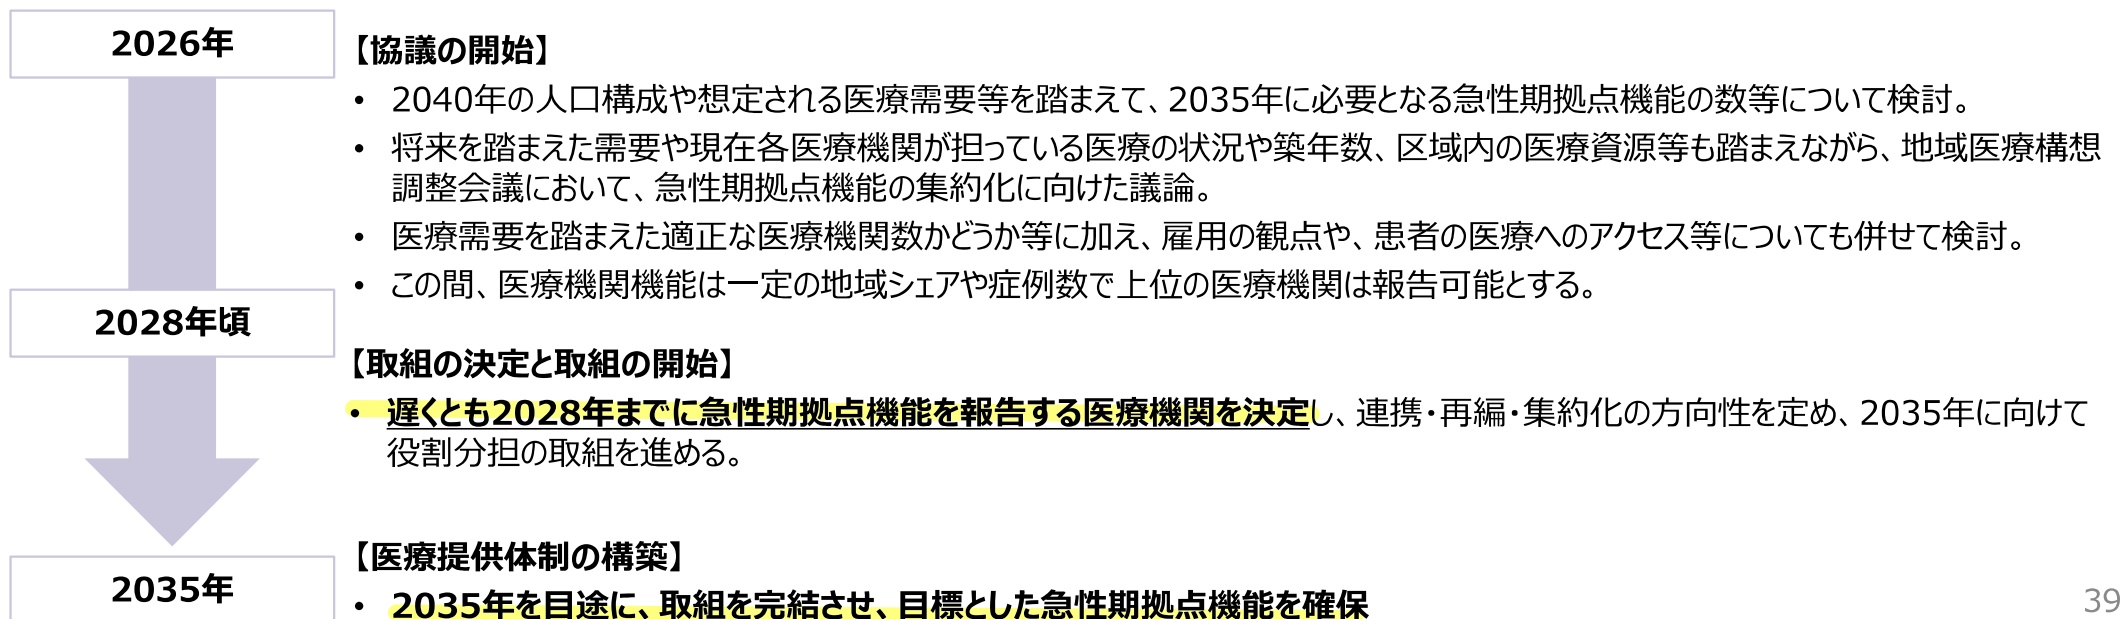 2026年
【協議の開始】
• 2040年の人口構成や想定される医療需要等を踏まえて、2035年に必要となる急性期拠点機能の数等について検討。
• 将来を踏まえた需要や現在各医療機関が担っている医療の状況や築年数、区域内の医療資源等も踏まえながら、地域医療構想
調整会議において、急性期拠点機能の集約化に向けた議論。
• 医療需要を踏まえた適正な医療機関数かどうか等に加え、雇用の観点や、患者の医療へのアクセス等についても併せて検討。
• この間、医療機関機能は一定の地域シェアや症例数で上位の医療機関は報告可能とする。
2028年頃
【取組の決定と取組の開始】
• 遅くとも2028年までに急性期拠点機能を報告する医療機関を決定し、連携・再編・集約化の方向性を定め、2035年に向けて
役割分担の取組を進める。
【医療提供体制の構築】
2035年
• 2035年を目途に、取組を完結させ、目標とした急性期拠点機能を確保
39